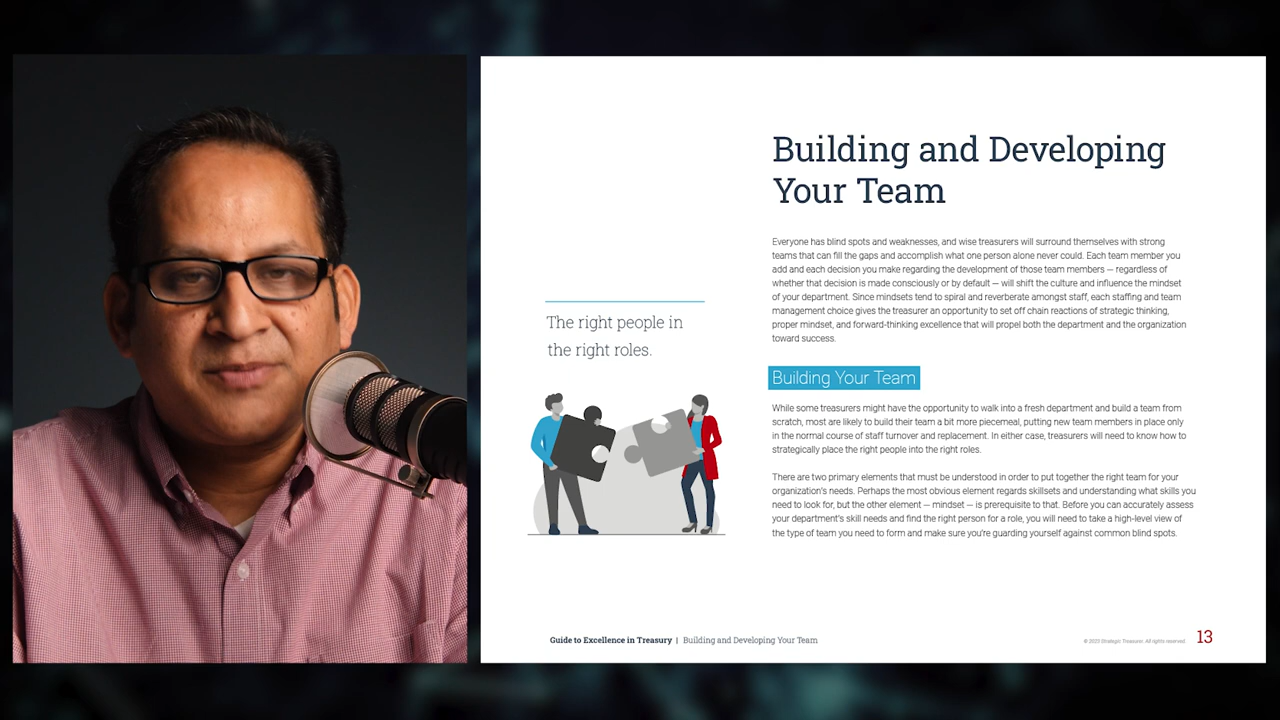 Building and Developing
Your Team
Everyone has blind spots and weaknesses, and wise treasurers will surround themselves with strong
teams that can fill the gaps and accomplish what one person alone never could. Each team member you
add and each decision you make regarding the development of those team members — regardless of
whether that decision is made consciously or by default — will shift the culture and influence the mindset
of your department. Since mindsets tend to spiral and reverberate amongst staff, each staffing and team
management choice gives the treasurer an opportunity to set off chain reactions of strategic thinking,
proper mindset, and forward-thinking excellence that will propel both the department and the organization
toward success.
The right people in
the right roles.
Building Your Team
While some treasurers might have the opportunity to walk into a fresh department and build a team from
scratch, most are likely to build their team a bit more piecemeal, putting new team members in place only
in the normal course of staff turnover and replacement. In either case, treasurers will need to know how to
strategically place the right people into the right roles.
There are two primary elements that must be understood in order to put together the right team for your
organization's needs. Perhaps the most obvious element regards skillsets and understanding what skills you
need to look for, but the other element — mindset — is prerequisite to that. Before you can accurately assess
your department's skill needs and find the right person for a role, you will need to take a high-level view of
the type of team you need to form and make sure you're guarding yourself against common blind spots.
Guide to Excellence in Treasury | Building and Developing Your Team
© 2025 Strategic Treasurer. All rights reserved. 13